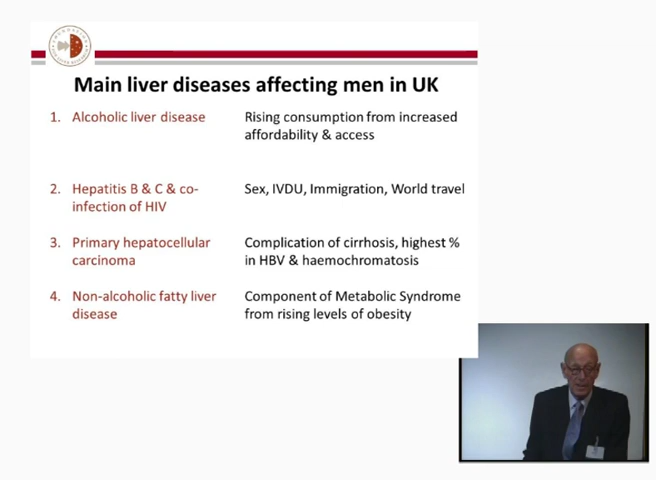 Main liver diseases affecting men in UK
1. Alcoholic liver disease
Rising consumption from increased
affordability & access
2. Hepatitis B & C & co-
infection of HIV
Sex, IVDU, Immigration, World travel
3. Primary hepatocellular
carcinoma
Complication of cirrhosis, highest %
in HBV & haemochromatosis
4. Non-alcoholic fatty liver
disease
Component of Metabolic Syndrome
from rising levels of obesity